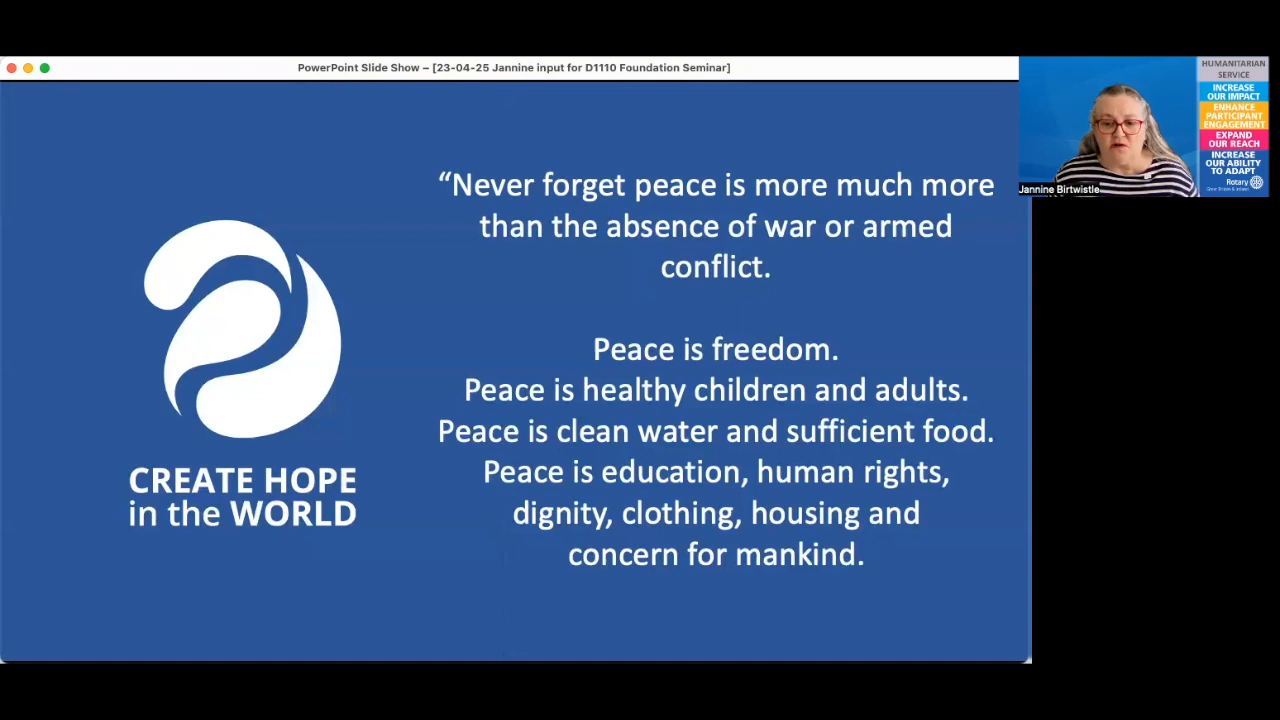 PowerPoint Slide Show – [23-04-25 Jannine input for D1110 Foundation Seminar]
“Never forget peace is more much more
than the absence of war or armed
conflict.
Peace is freedom.
Peace is healthy children and adults.
Peace is clean water and sufficient food.
Peace is education, human rights,
dignity, clothing, housing and
concern for mankind.
CREATE HOPE
in the WORLD
HUMANITARIAN
SERVICE
INCREASE
OUR IMPACT
ENHANCE
PARTICIPANT
ENGAGEMENT
EXPAND
OUR REACH
INCREASE
OUR ABILITY
TO ADAPT
Rotary
Jannine Birtwistle